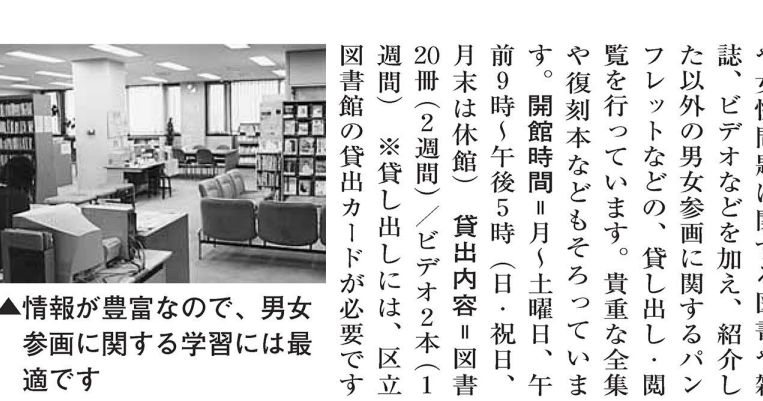 誌、ビデオなどを加え、紹介し
た以外の男女参画に関するパン
フレットなどの、貸し出し・閲
覧を行っています。貴重な全集
や復刻本などもそろっていま
す。開館時間＝月〜土曜日、午
前９時〜午後５時（日・祝日、
月末は休館）　貸出内容＝図書
20冊（２週間）／ビデオ２本（１
週間）　※貸し出しには、区立
図書館の貸出カードが必要です
▲情報が豊富なので、男女
参画に関する学習には最
適です